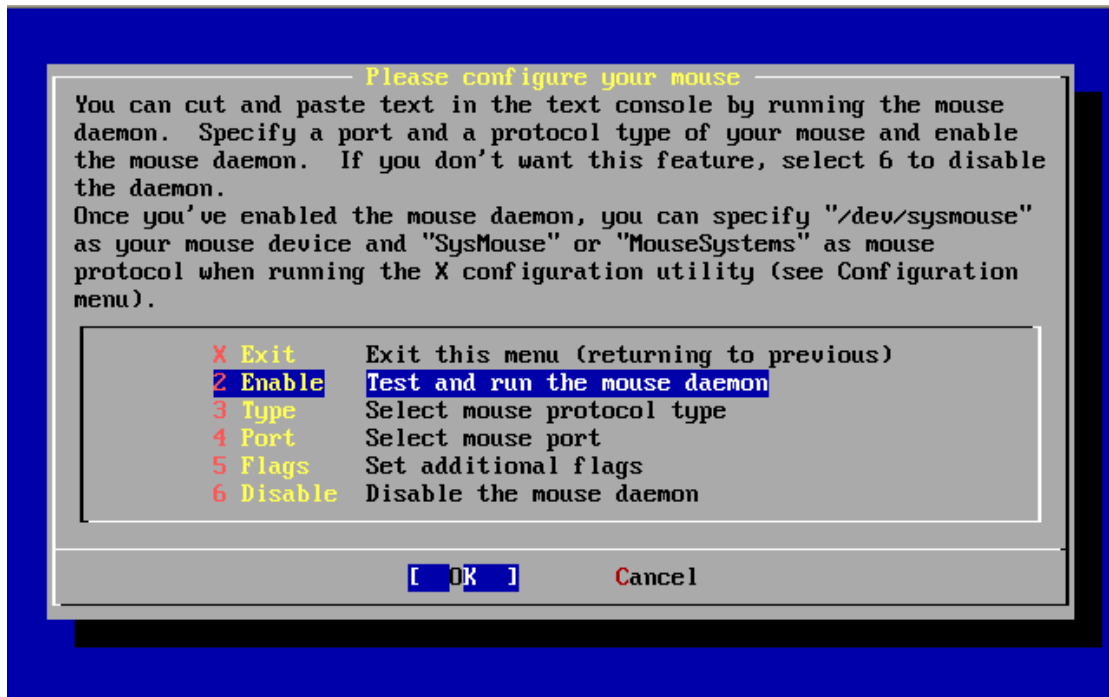 Please configure your mouse
You can cut and paste text in the text console by running the mouse
daemon.  Specify a port and a protocol type of your mouse and enable
the mouse daemon.  If you don't want this feature, select 6 to disable
the daemon.
Once you've enabled the mouse daemon, you can specify "/dev/sysmouse"
as your mouse device and "SysMouse" or "MouseSystems" as mouse
protocol when running the X configuration utility (see Configuration
menu).
X Exit     Exit this menu (returning to previous)
2 Enable   Test and run the mouse daemon
3 Type     Select mouse protocol type
4 Port     Select mouse port
5 Flags    Set additional flags
6 Disable  Disable the mouse daemon
[  OK  ]       Cancel